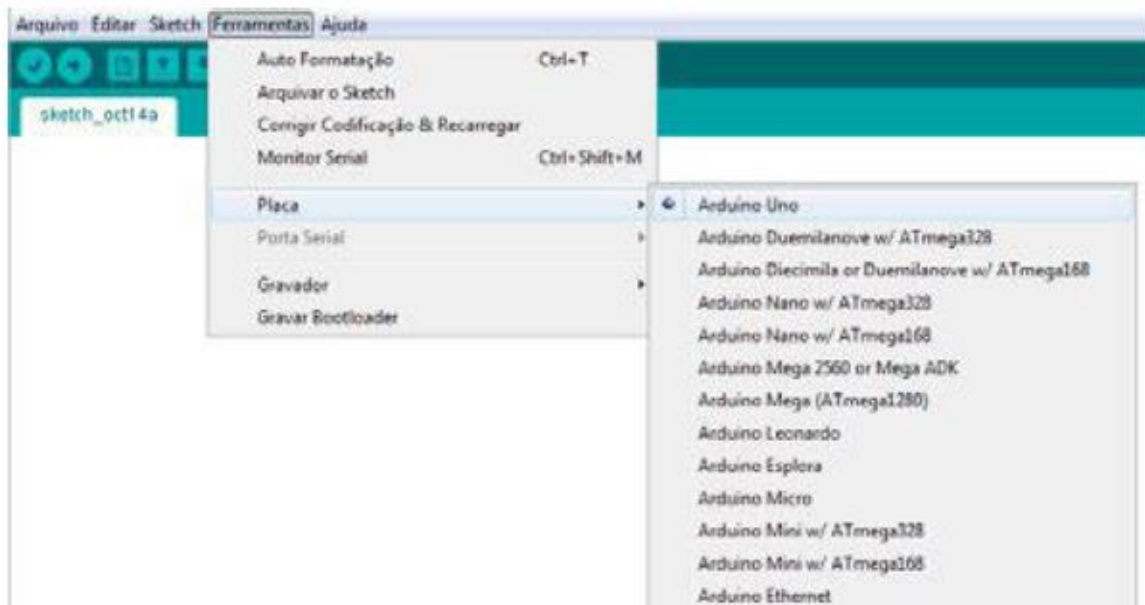 Arquivo Editar Sketch Ferramentas Ajuda
Auto Formatação Ctrl+T
Arquivar o Sketch
Corrigir Codificação & Recarregar
Monitor Serial Ctrl+Shift+M
Placa
Porta Serial
Gravador
Gravar Bootloader
sketch_oct14a
Arduino Uno
Arduino Duemilanove w/ ATmega328
Arduino Diecimila or Duemilanove w/ ATmega168
Arduino Nano w/ ATmega328
Arduino Nano w/ ATmega168
Arduino Mega 2560 or Mega ADK
Arduino Mega (ATmega1280)
Arduino Leonardo
Arduino Esplora
Arduino Micro
Arduino Mini w/ ATmega328
Arduino Mini w/ ATmega168
Arduino Ethernet